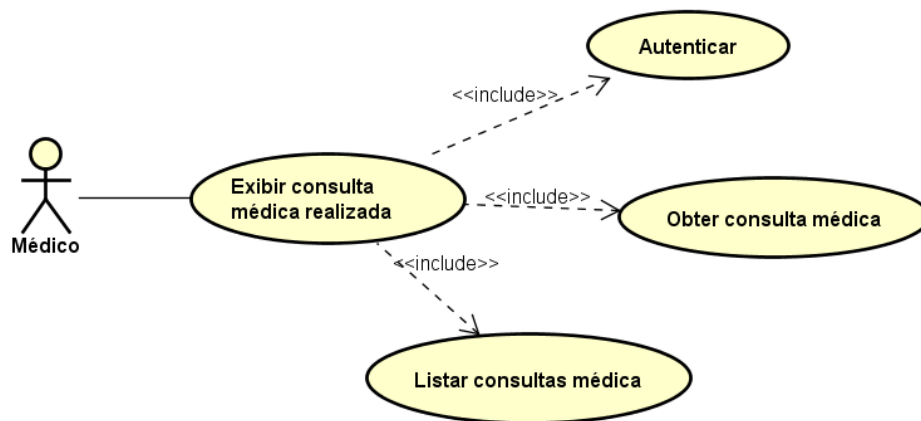 Autenticar
<<include>>
Exibir consulta
médica realizada
<<include>>
Obter consulta médica
Médico
<<include>>
Listar consultas médica